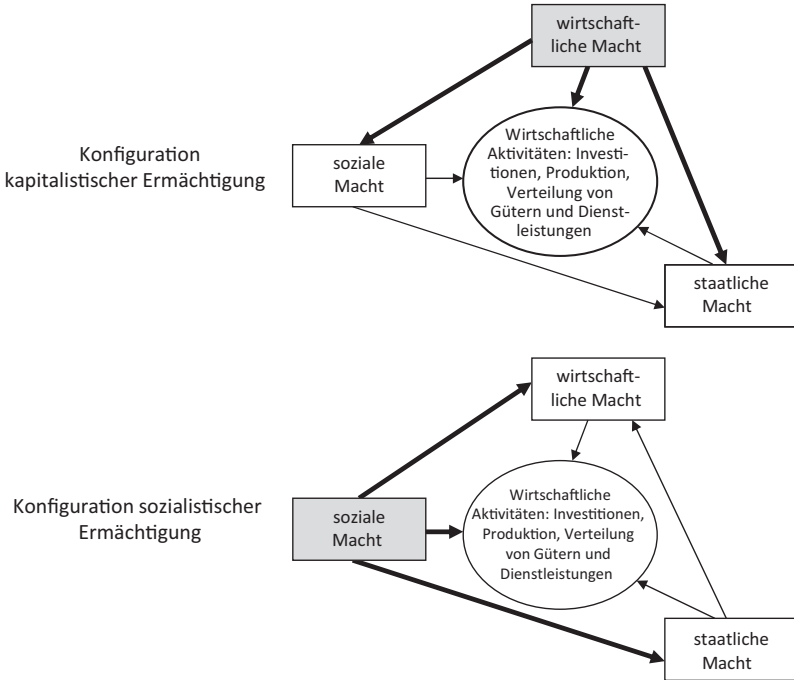 wirtschaft-
liche Macht
Konfiguration
kapitalistischer Ermächtigung
soziale
Macht
Wirtschaftliche
Aktivitäten: Investi-
tionen, Produktion,
Verteilung von
Gütern und Dienst-
leistungen
staatliche
Macht
wirtschaft-
liche Macht
Konfiguration sozialistischer
Ermächtigung
soziale
Macht
Wirtschaftliche
Aktivitäten: Investitionen,
Produktion, Verteilung
von Gütern und
Dienstleistungen
staatliche
Macht